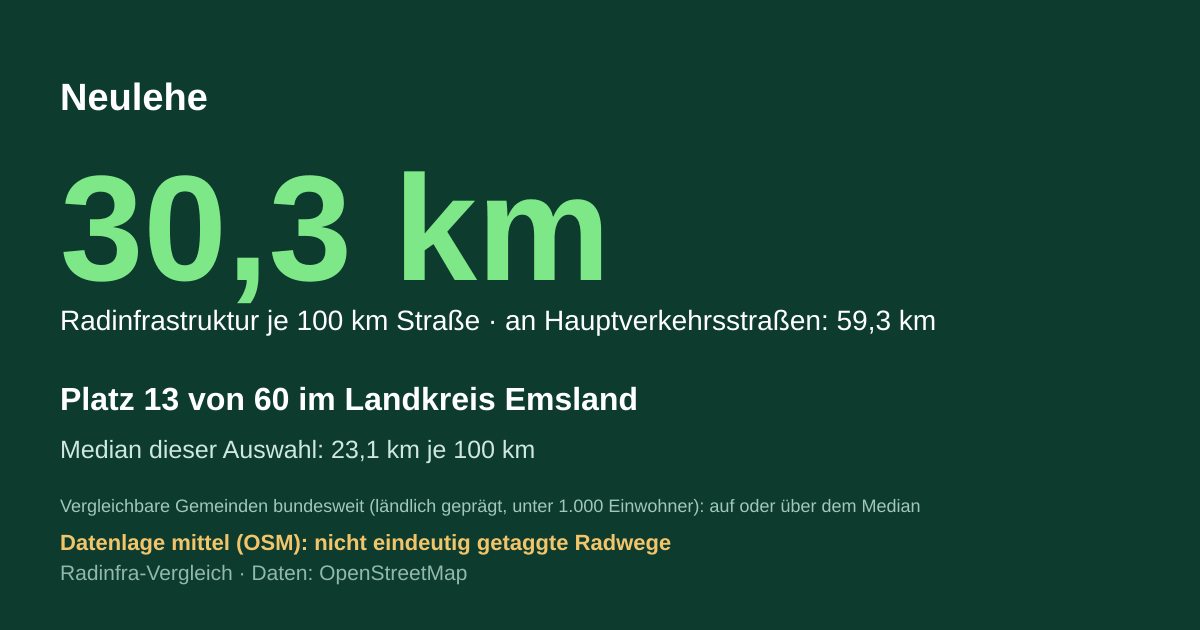 Neulehe
30,3 km
Radinfrastruktur je 100 km Straße · an Hauptverkehrsstraßen: 59,3 km
Platz 13 von 60 im Landkreis Emsland
Median dieser Auswahl: 23,1 km je 100 km
Vergleichbare Gemeinden bundesweit (ländlich geprägt, unter 1.000 Einwohner): auf oder über dem Median
Datenlage mittel (OSM): nicht eindeutig getaggte Radwege
Radinfra-Vergleich · Daten: OpenStreetMap